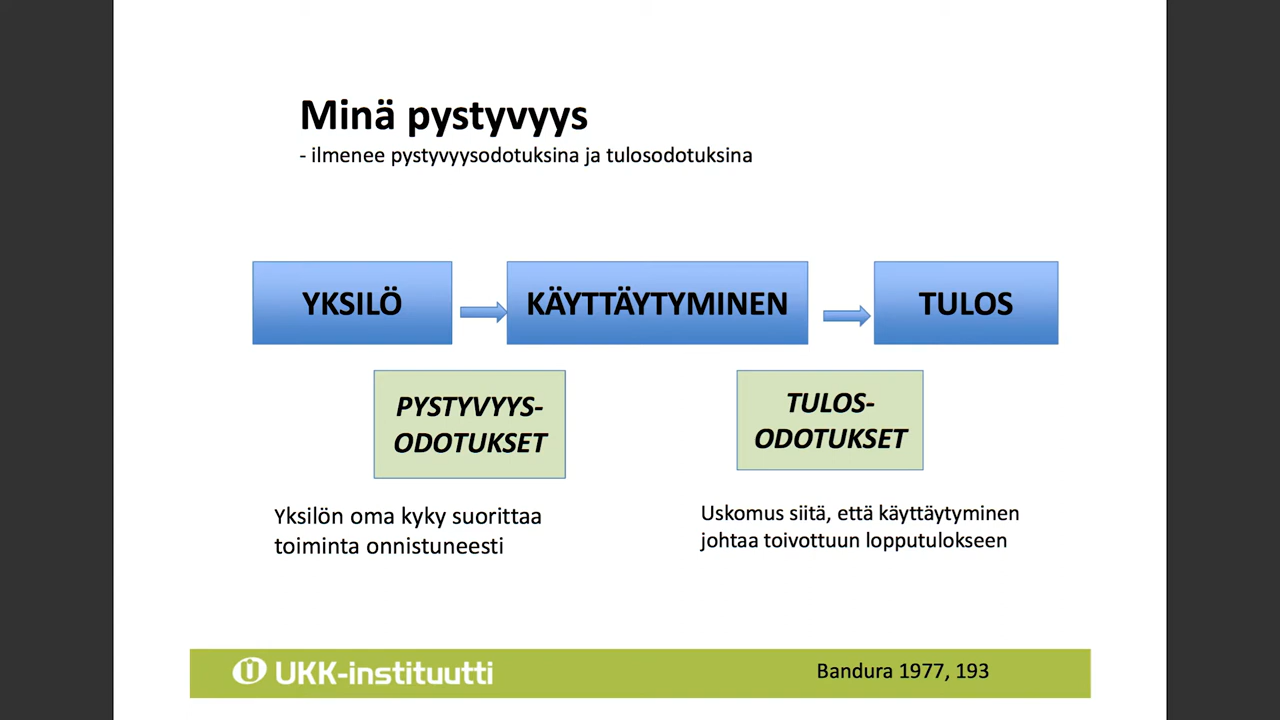 Minä pystyvyys
- ilmenee pystyvyysodotuksina ja tulosodotuksina
YKSILÖ
KÄYTTÄYTYMINEN
TULOS
PYSTYVYYS-
ODOTUKSET
TULOS-
ODOTUKSET
Yksilön oma kyky suorittaa
toiminta onnistuneesti
Uskomus siitä, että käyttäytyminen
johtaa toivottuun lopputulokseen
UKK-instituutti
Bandura 1977, 193